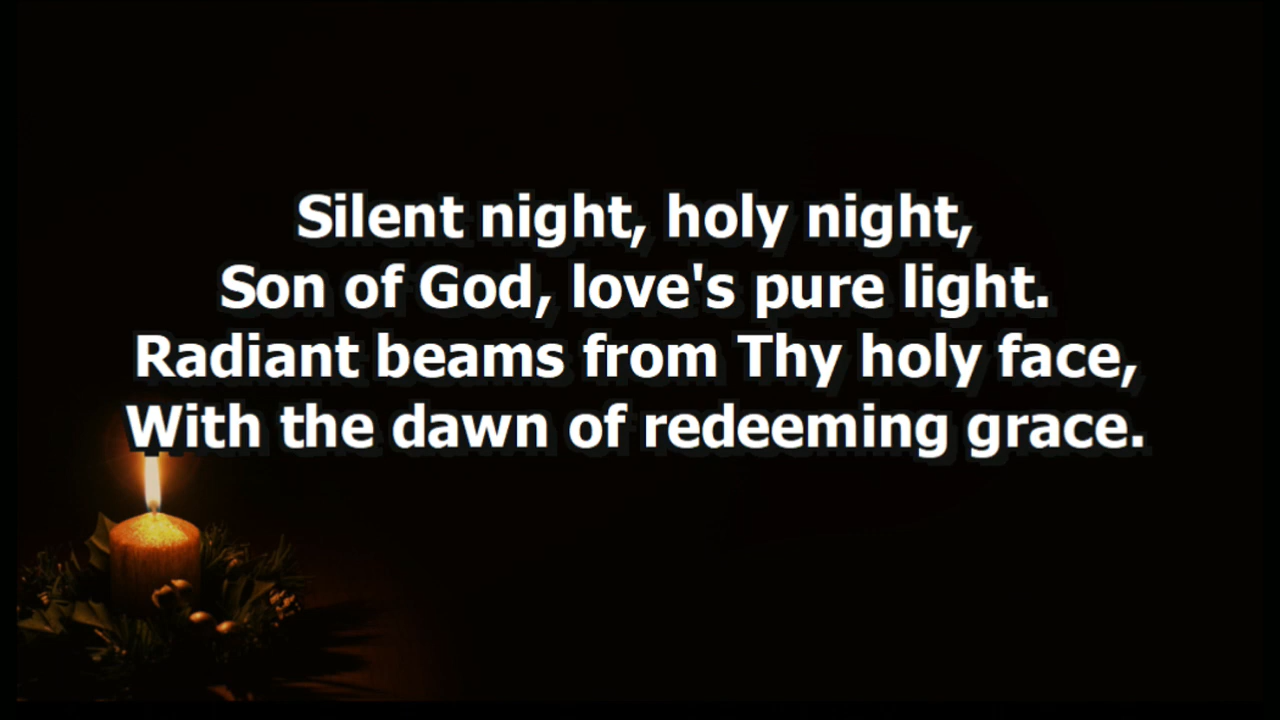 Silent night, holy night,
Son of God, love's pure light.
Radiant beams from Thy holy face,
With the dawn of redeeming grace.